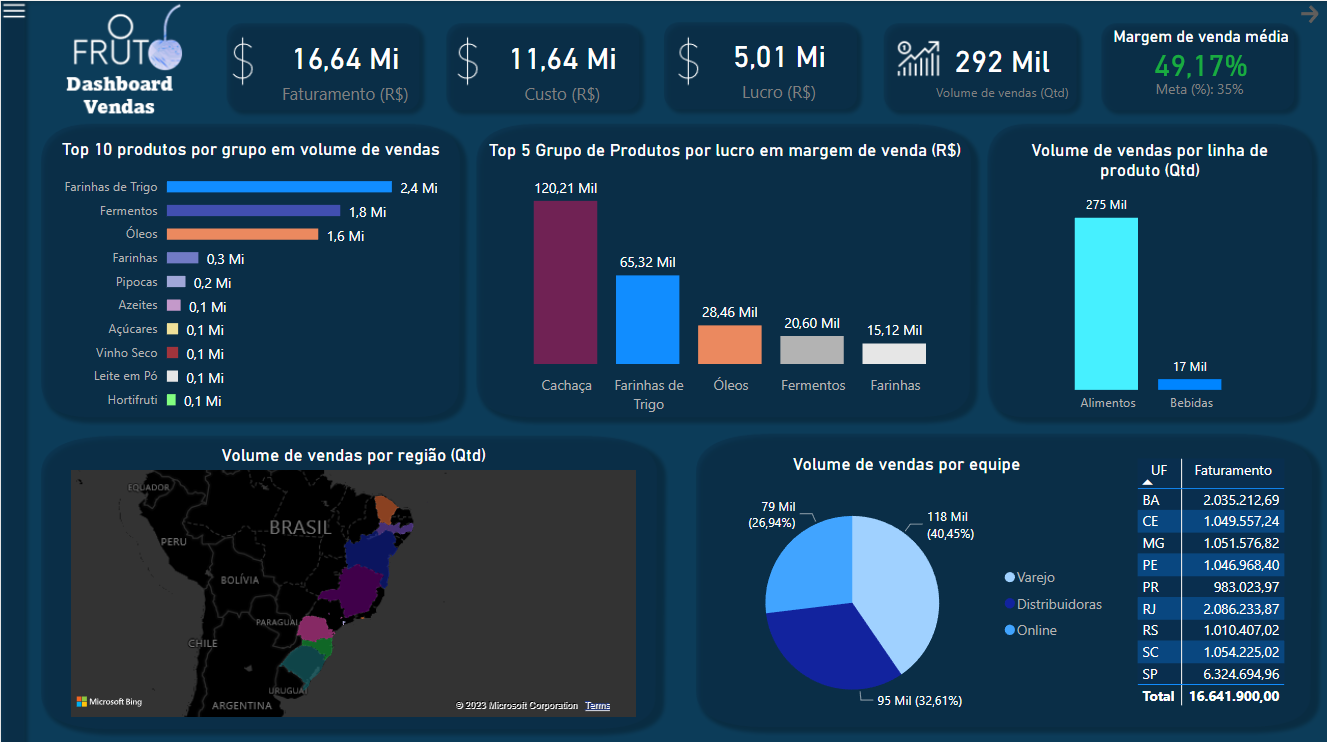 O
FRUTO
Dashboard
Vendas
$
16,64 Mi
Faturamento (R$)
$
11,64 Mi
Custo (R$)
$
5,01 Mi
Lucro (R$)
292 Mil
Volume de vendas (Qtd)
Margem de venda média
49,17%
Meta (%): 35%
Top 10 produtos por grupo em volume de vendas
Farinhas de Trigo 2,4 Mi
Fermentos 1,8 Mi
Óleos 1,6 Mi
Farinhas 0,3 Mi
Pipocas 0,2 Mi
Azeites 0,1 Mi
Açúcares 0,1 Mi
Vinho Seco 0,1 Mi
Leite em Pó 0,1 Mi
Hortifruti 0,1 Mi
Top 5 Grupo de Produtos por lucro em margem de venda (R$)
120,21 Mil
65,32 Mil
28,46 Mil
20,60 Mil
15,12 Mil
Cachaça
Farinhas de
Trigo
Óleos
Fermentos
Farinhas
Volume de vendas por linha de
produto (Qtd)
275 Mil
17 Mil
Alimentos
Bebidas
Volume de vendas por região (Qtd)
EQUADOR
BRASIL
PERU
BOLÍVIA
PARAGUAI
CHILE
URUGUAI
ARGENTINA
Microsoft Bing
© 2023 Microsoft Corporation Terms
Volume de vendas por equipe
79 Mil
(26,94%)
118 Mil
(40,45%)
95 Mil (32,61%)
Varejo
Distribuidoras
Online
UF Faturamento
BA 2.035.212,69
CE 1.049.557,24
MG 1.051.576,82
PE 1.046.968,40
PR 983.023,97
RJ 2.086.233,87
RS 1.010.407,02
SC 1.054.225,02
SP 6.324.694,96
Total 16.641.900,00